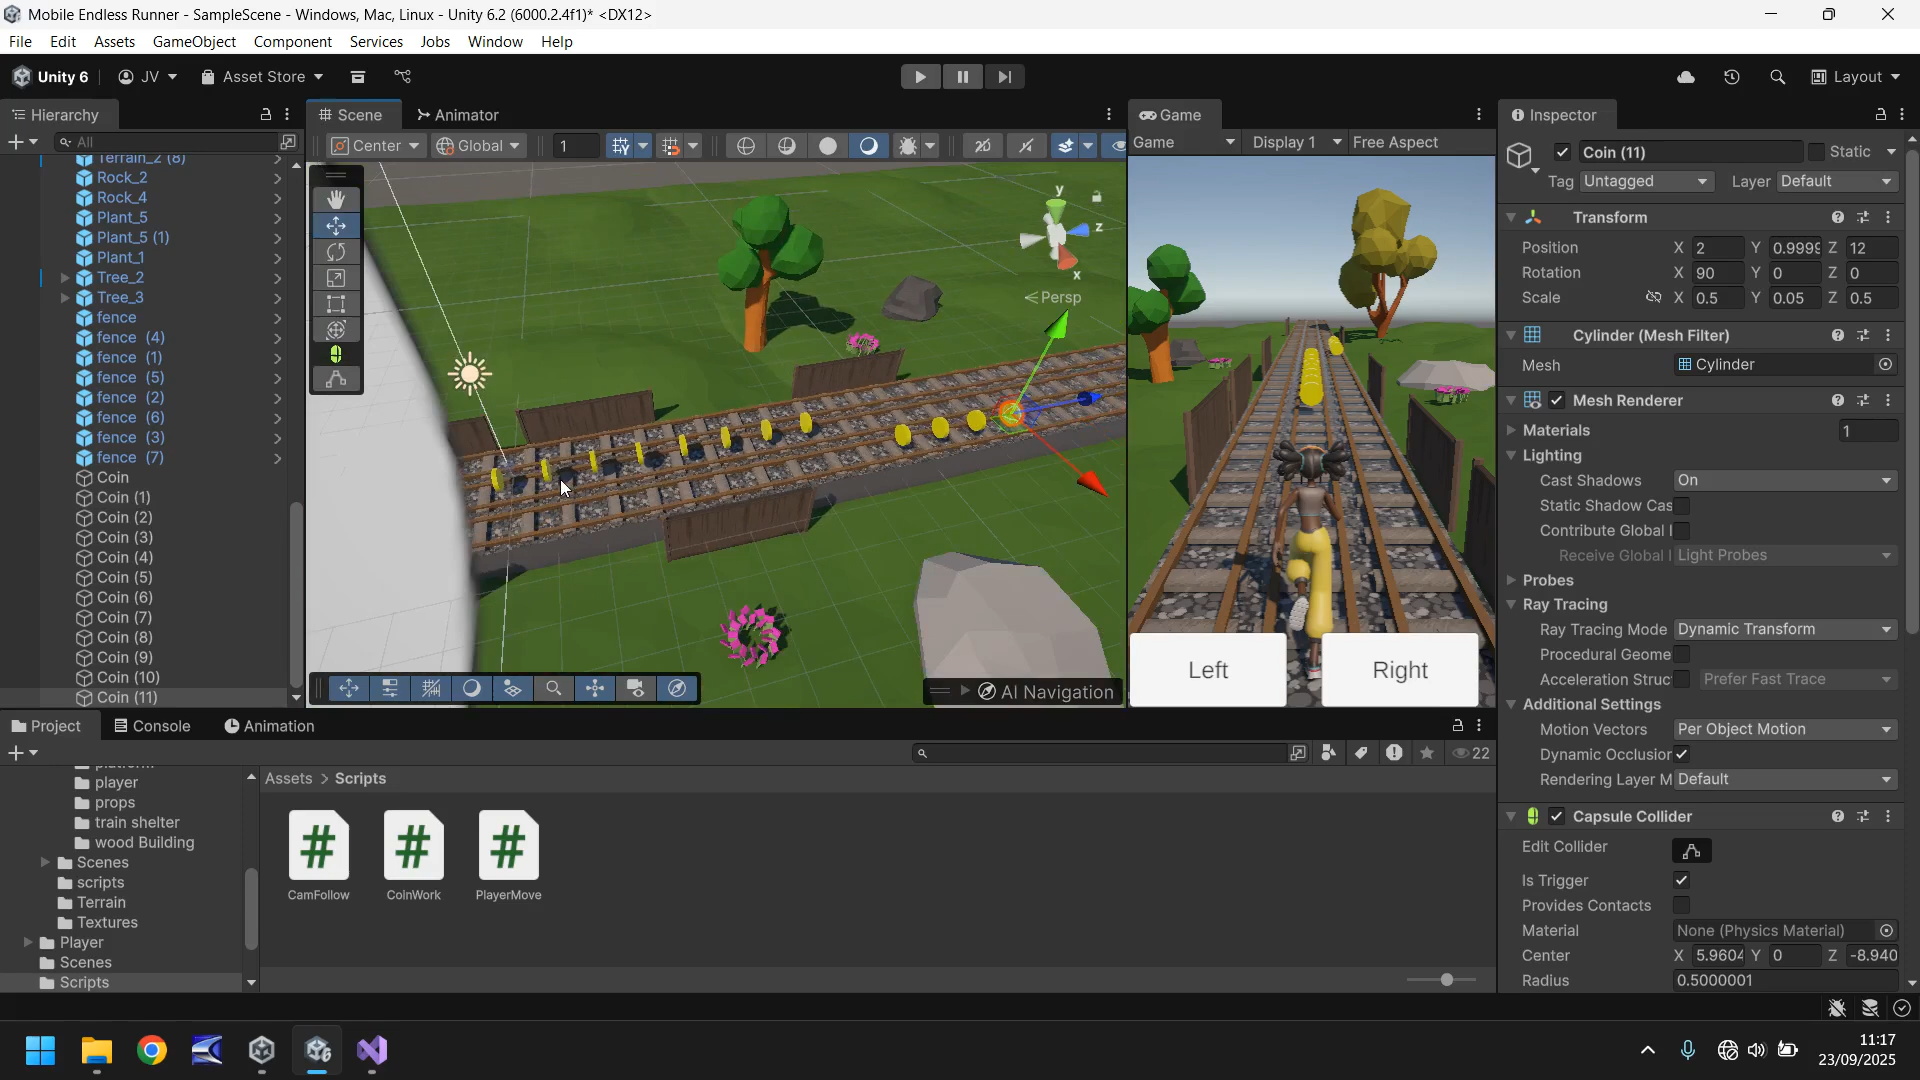 Mobile Endless Runner - SampleScene - Windows, Mac, Linux - Unity 6.2 (6000.2.4f1)* <DX12>
File Edit Assets GameObject Component Services Jobs Window Help
Unity 6 JV Asset Store Layout
Hierarchy
All
Terrain_2 (8)
Rock_2
Rock_4
Plant_5
Plant_5 (1)
Plant_1
Tree_2
Tree_3
fence
fence (4)
fence (1)
fence (5)
fence (2)
fence (6)
fence (3)
fence (7)
Coin
Coin (1)
Coin (2)
Coin (3)
Coin (4)
Coin (5)
Coin (6)
Coin (7)
Coin (8)
Coin (9)
Coin (10)
Coin (11)
Scene Animator
Center Global 1 2D
y
z
x
Persp
AI Navigation
Game
Game Display 1 Free Aspect
Left Right
Inspector
Coin (11) Static
Tag Untagged Layer Default
Transform
Position X 2 Y 0.9999 Z 12
Rotation X 90 Y 0 Z 0
Scale X 0.5 Y 0.05 Z 0.5
Cylinder (Mesh Filter)
Mesh Cylinder
Mesh Renderer
Materials 1
Lighting
Cast Shadows On
Static Shadow Cas
Contribute Global I
Receive Global I Light Probes
Probes
Ray Tracing
Ray Tracing Mode Dynamic Transform
Procedural Geome
Acceleration Struc Prefer Fast Trace
Additional Settings
Motion Vectors Per Object Motion
Dynamic Occlusion
Rendering Layer M Default
Capsule Collider
Edit Collider
Is Trigger
Provides Contacts
Material None (Physics Material)
Center X 5.9604 Y 0 Z -8.940
Radius 0.5000001
Project Console Animation
22
platform
player
props
train shelter
wood Building
Scenes
scripts
Terrain
Textures
Player
Scenes
Scripts
Assets > Scripts
CamFollow CoinWork PlayerMove
11:17
23/09/2025